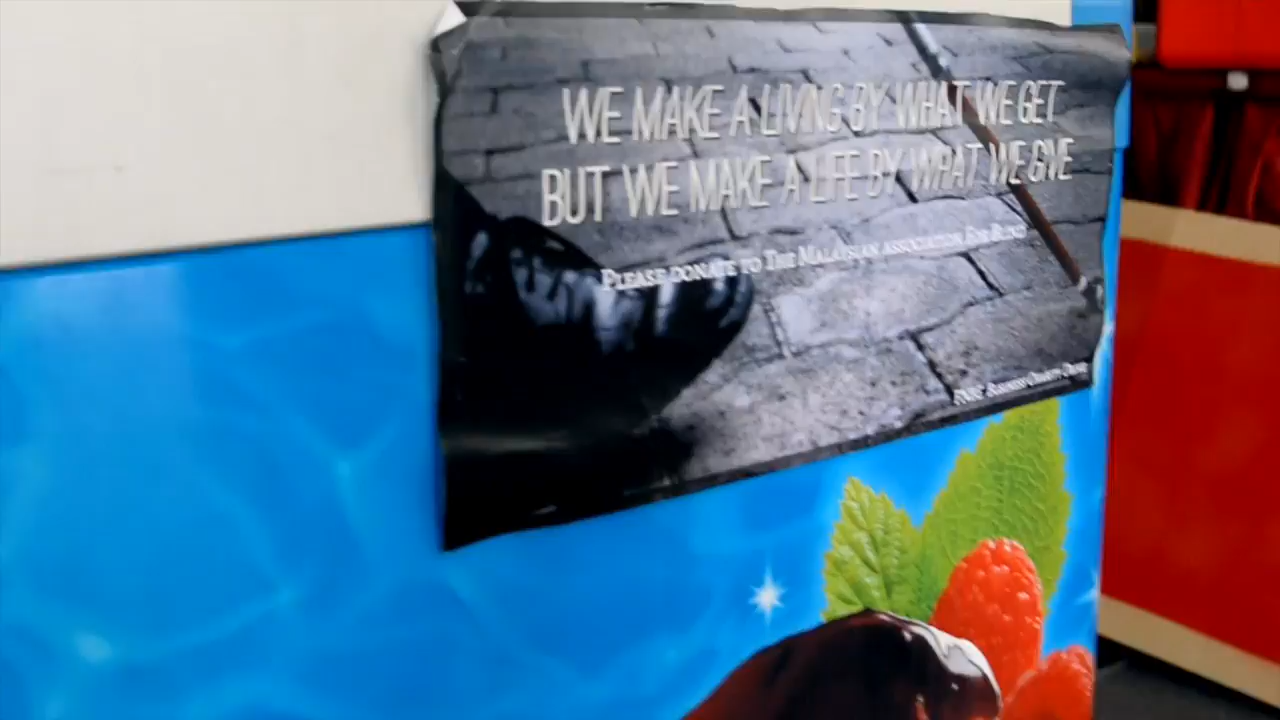 WE MAKE A LIVING BY WHAT WE GET
BUT WE MAKE A LIFE BY WHAT WE GIVE
PLEASE DONATE TO THE MALAYSIAN ASSOCIATION FOR BLIND
CHARITY